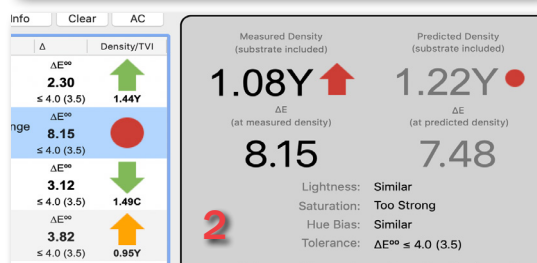 Info Clear AC
Δ Density/TVI
ΔE⁰⁰
2.30
≤ 4.0 (3.5) 1.44Y
ΔE⁰⁰
nge 8.15
≤ 4.0 (3.5)
ΔE⁰⁰
3.12
≤ 4.0 (3.5) 1.49C
ΔE⁰⁰
3.82
≤ 4.0 (3.5) 0.95Y
Measured Density
(substrate included)
1.08Y
ΔE
(at measured density)
8.15
Predicted Density
(substrate included)
1.22Y
ΔE
(at predicted density)
7.48
Lightness: Similar
Saturation: Too Strong
Hue Bias: Similar
Tolerance: ΔE⁰⁰ ≤ 4.0 (3.5)
2